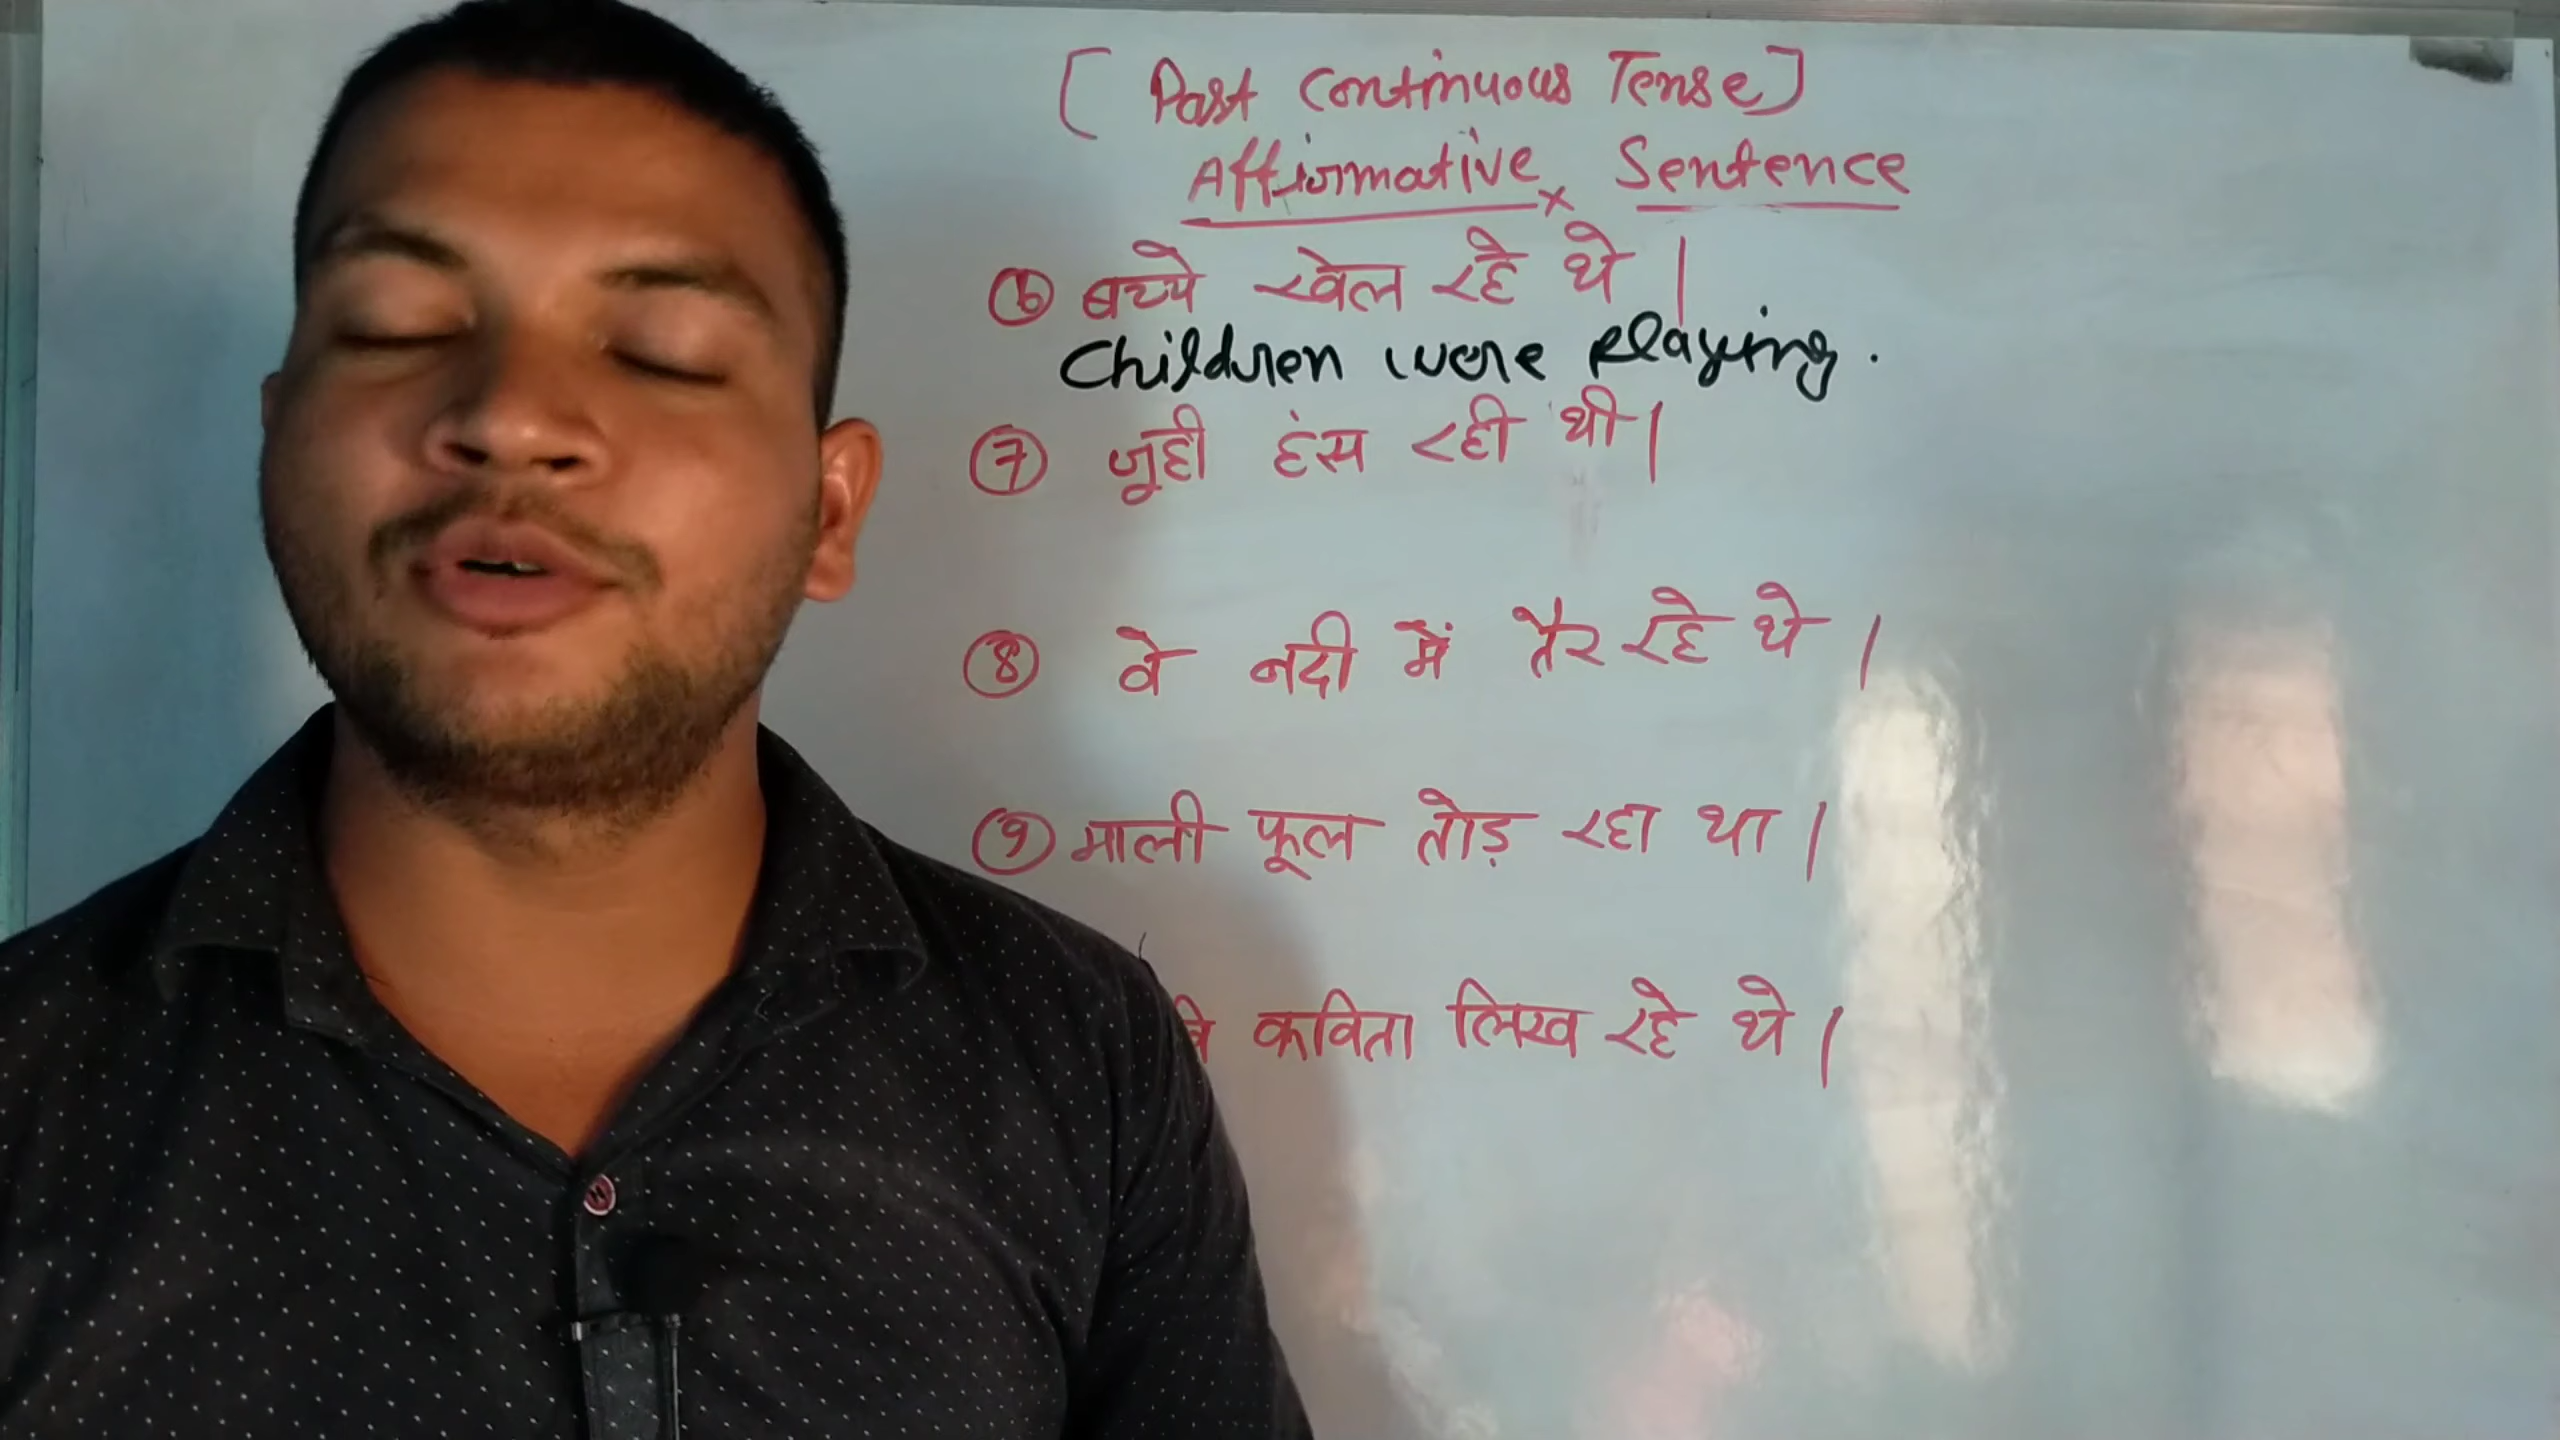 [ Past Continuous Tense]
Affirmative x Sentence
⑥ बच्चे खेल रहे थे |
Children were playing.
⑦ जूही हंस रही थी |
⑧ वे नदी में तैर रहे थे |
⑨ माली फूल तोड़ रहा था |
कविता लिख रहे थे |